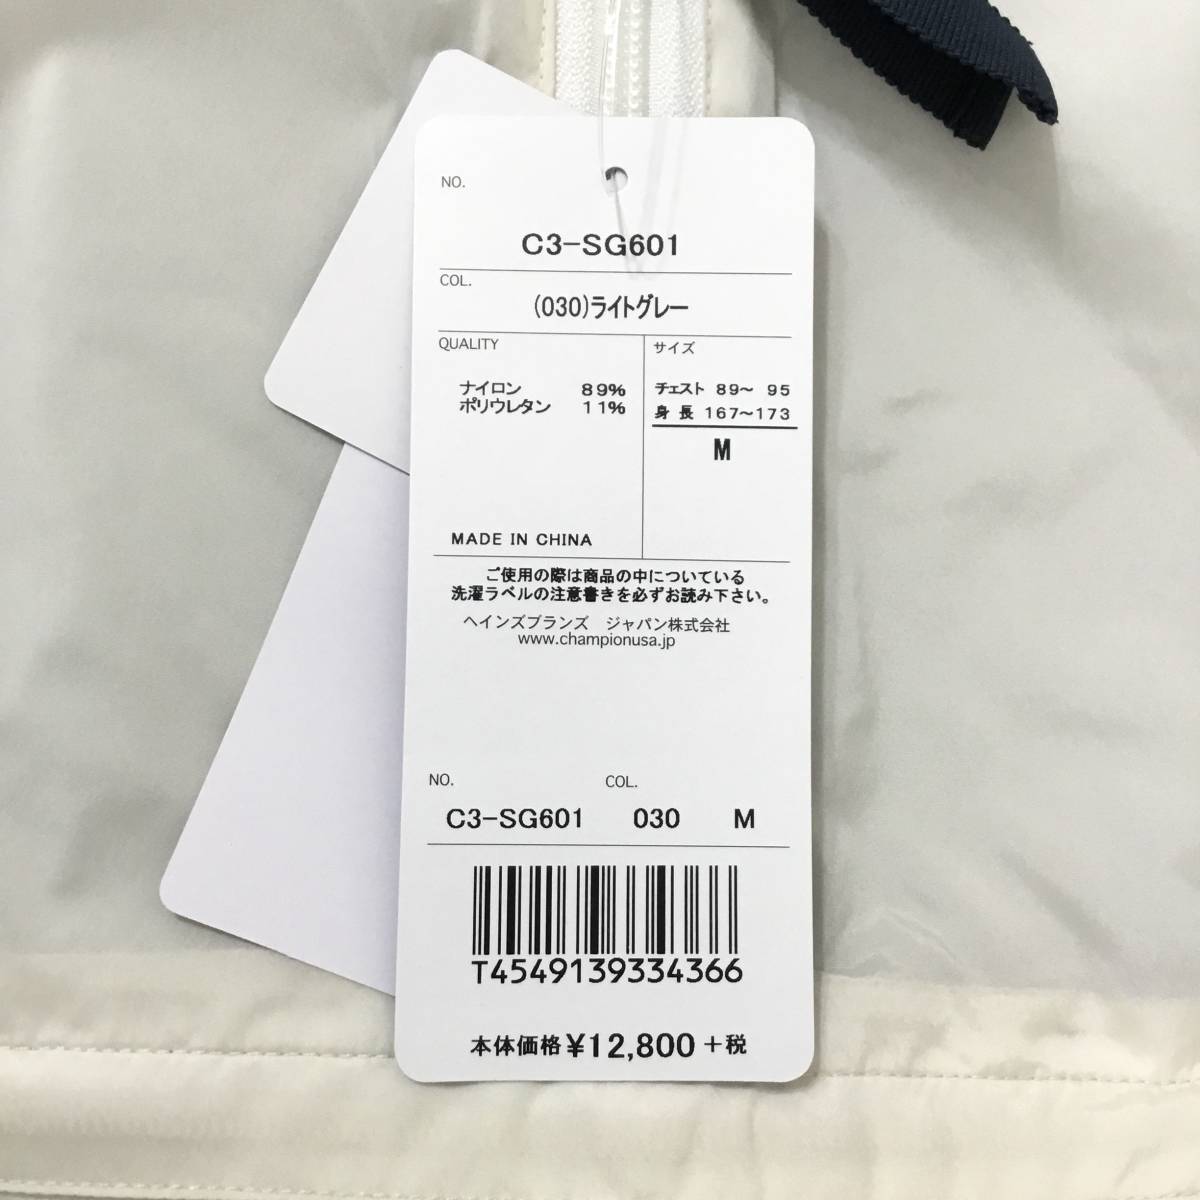 NO.
C3-SG601
COL.
(030)ライトグレー
QUALITY
ナイロン 89%
ポリウレタン 11%
MADE IN CHINA
サイズ
チェスト 89～ 95
身長 167～173
M
ご使用の際は商品の中についている
洗濯ラベルの注意書きを必ずお読み下さい。
ヘインズブランズ ジャパン株式会社
www.championusa.jp
NO. COL.
C3-SG601 030 M
T4549139334366
本体価格¥12,800+税